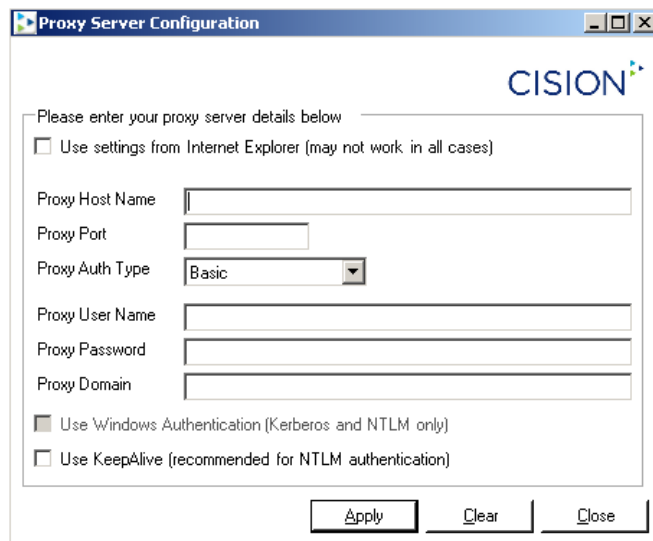 Proxy Server Configuration
CISION
Please enter your proxy server details below
Use settings from Internet Explorer (may not work in all cases)
Proxy Host Name
Proxy Port
Proxy Auth Type Basic
Proxy User Name
Proxy Password
Proxy Domain
Use Windows Authentication (Kerberos and NTLM only)
Use KeepAlive (recommended for NTLM authentication)
Apply Clear Close